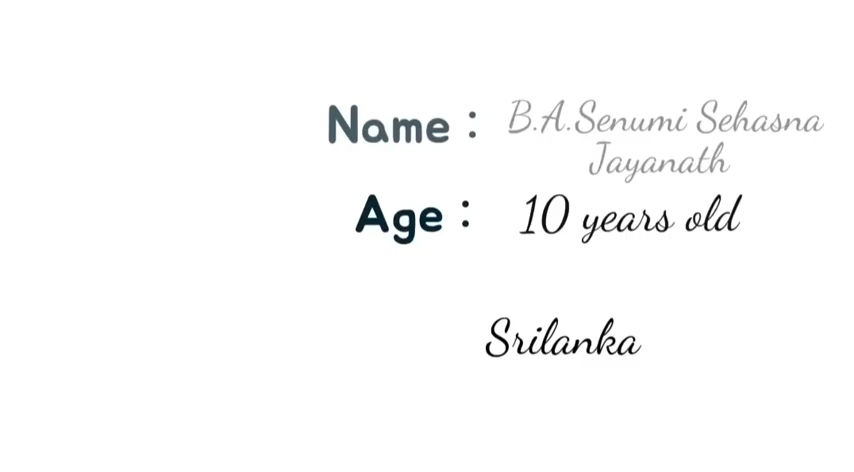 Name : B.A.Senumi Sehasna
Jayanath
Age : 10 years old
Srilanka